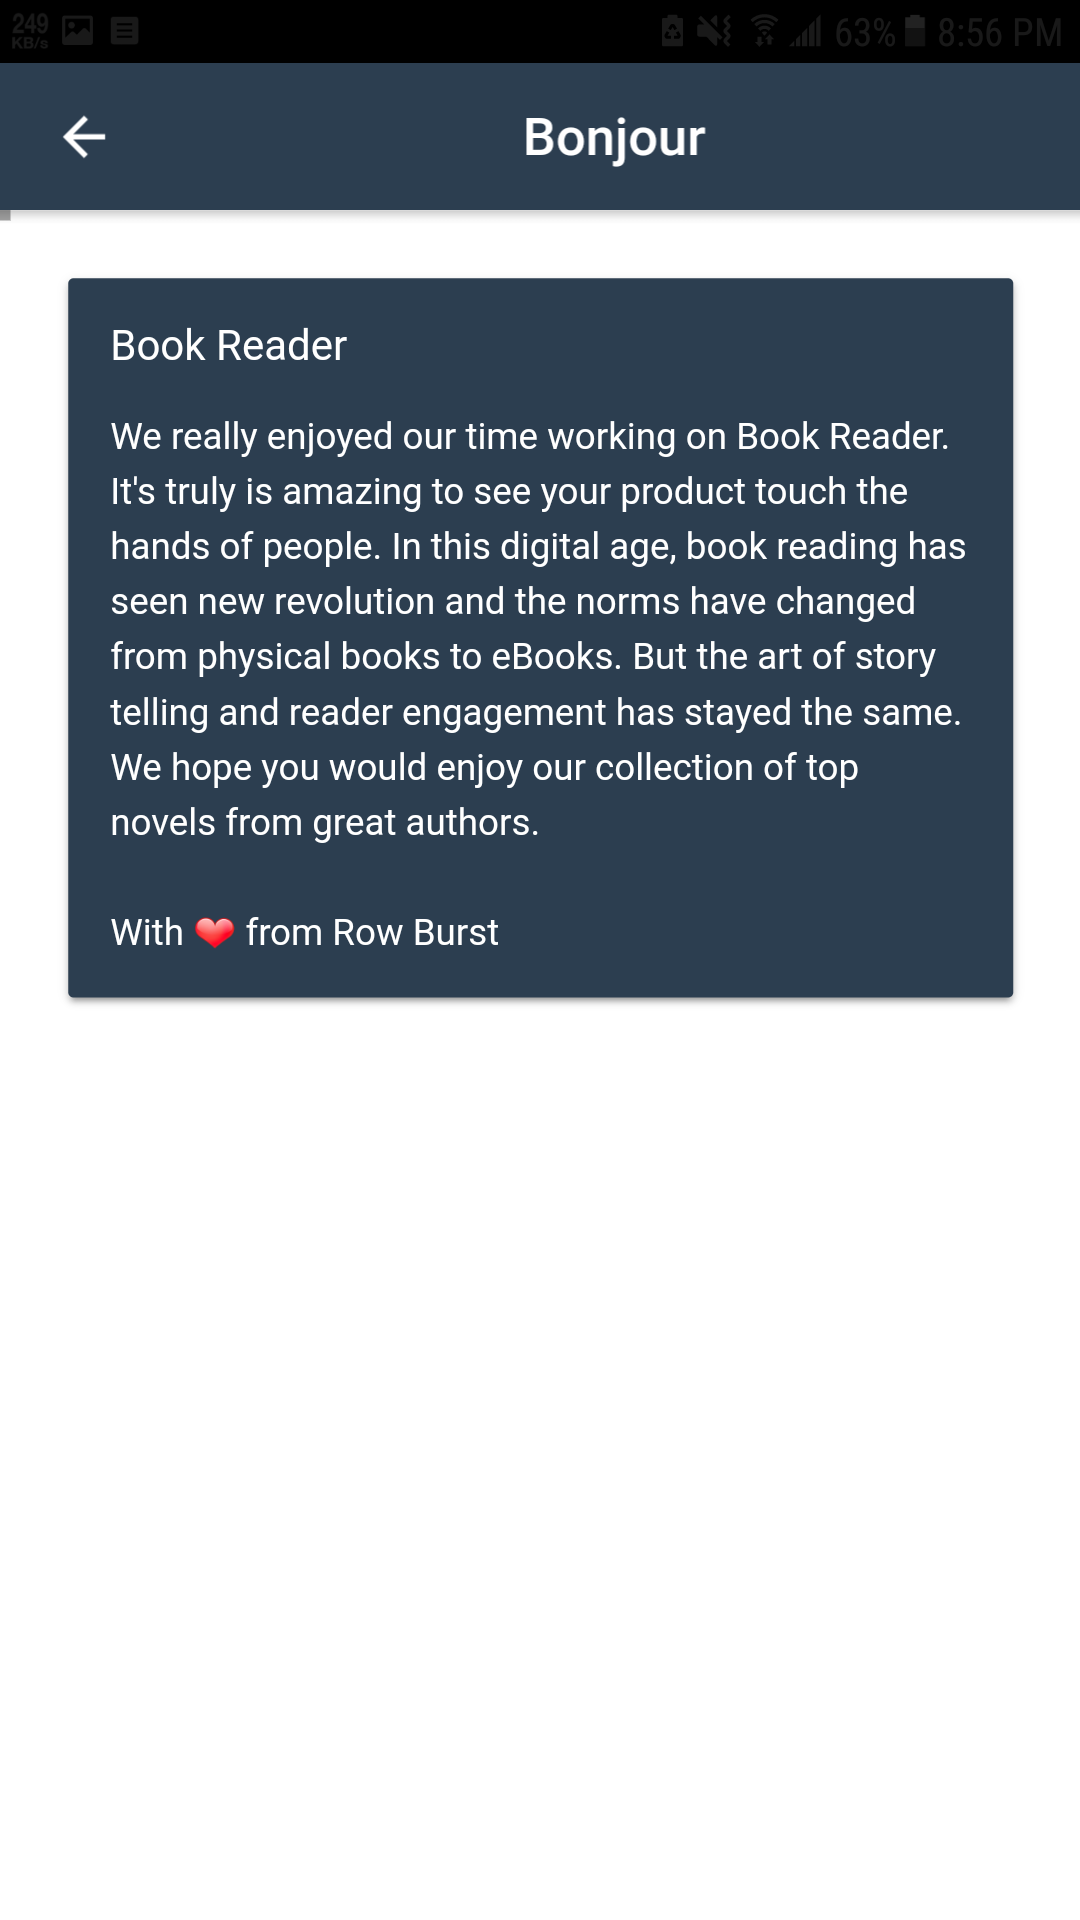 249
KB/s
63%
8:56 PM
Bonjour
Book Reader
We really enjoyed our time working on Book Reader.
It's truly is amazing to see your product touch the
hands of people. In this digital age, book reading has
seen new revolution and the norms have changed
from physical books to eBooks. But the art of story
telling and reader engagement has stayed the same.
We hope you would enjoy our collection of top
novels from great authors.
With ❤ from Row Burst